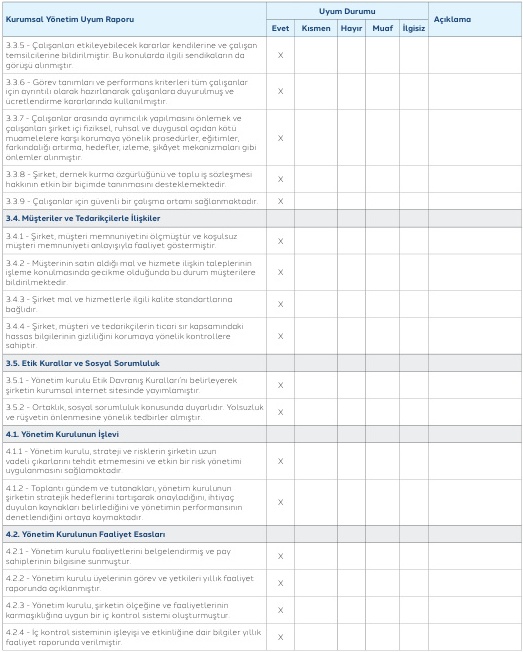 Kurumsal Yönetim Uyum Raporu
Uyum Durumu
Açıklama
Evet Kısmen Hayır Muaf İlgisiz
3.3.5 - Çalışanları etkileyebilecek kararlar kendilerine ve çalışan
temsilcilerine bildirilmiştir. Bu konularda ilgili sendikaların da
görüşü alınmıştır.
X
3.3.6 - Görev tanımları ve performans kriterleri tüm çalışanlar
için ayrıntılı olarak hazırlanarak çalışanlara duyurulmuş ve
ücretlendirme kararlarında kullanılmıştır.
X
3.3.7 - Çalışanlar arasında ayrımcılık yapılmasını önlemek ve
çalışanları şirket içi fiziksel, ruhsal ve duygusal açıdan kötü
muamelelere karşı korumaya yönelik prosedürler, eğitimler,
farkındalığı artırma, hedefler, izleme, şikâyet mekanizmaları gibi
önlemler alınmıştır.
X
3.3.8 - Şirket, dernek kurma özgürlüğünü ve toplu iş sözleşmesi
hakkının etkin bir biçimde tanınmasını desteklemektedir.
X
3.3.9 - Çalışanlar için güvenli bir çalışma ortamı sağlanmaktadır.
X
3.4. Müşteriler ve Tedarikçilerle İlişkiler
3.4.1 - Şirket, müşteri memnuniyetini ölçmüştür ve koşulsuz
müşteri memnuniyeti anlayışıyla faaliyet göstermiştir.
X
3.4.2 - Müşterinin satın aldığı mal ve hizmete ilişkin taleplerinin
işleme konulmasında gecikme olduğunda bu durum müşterilere
bildirilmektedir.
X
3.4.3 - Şirket mal ve hizmetlerle ilgili kalite standartlarına
bağlıdır.
X
3.4.4 - Şirket, müşteri ve tedarikçilerin ticari sır kapsamındaki
hassas bilgilerinin gizliliğini korumaya yönelik kontrollere
sahiptir.
X
3.5. Etik Kurallar ve Sosyal Sorumluluk
3.5.1 - Yönetim kurulu Etik Davranış Kuralları'nı belirleyerek
şirketin kurumsal internet sitesinde yayımlamıştır.
X
3.5.2 - Ortaklık, sosyal sorumluluk konusunda duyarlıdır. Yolsuzluk
ve rüşvetin önlenmesine yönelik tedbirler almıştır.
X
4.1. Yönetim Kurulunun İşlevi
4.1.1 - Yönetim kurulu, strateji ve risklerin şirketin uzun
vadeli çıkarlarını tehdit etmemesini ve etkin bir risk yönetimi
uygulanmasını sağlamaktadır.
X
4.1.2 - Toplantı gündem ve tutanakları, yönetim kurulunun
şirketin stratejik hedeflerini tartışarak onayladığını, ihtiyaç
duyulan kaynakları belirlediğini ve yönetimin performansının
denetlendiğini ortaya koymaktadır.
X
4.2. Yönetim Kurulunun Faaliyet Esasları
4.2.1 - Yönetim kurulu faaliyetlerini belgelendirmiş ve pay
sahiplerinin bilgisine sunmuştur.
X
4.2.2 - Yönetim kurulu üyelerinin görev ve yetkileri yıllık faaliyet
raporunda açıklanmıştır.
X
4.2.3 - Yönetim kurulu, şirketin ölçeğine ve faaliyetlerinin
karmaşıklığına uygun bir iç kontrol sistemi oluşturmuştur.
X
4.2.4 - İç kontrol sisteminin işleyişi ve etkinliğine dair bilgiler yıllık
faaliyet raporunda verilmiştir.
X